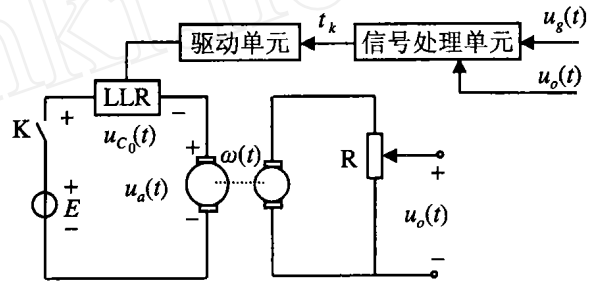 驱动单元
t_k
信号处理单元
u_g(t)
u_o(t)
LLR
K
+
−
u_{C_0}(t)
+
E
−
+
u_a(t)
−
ω(t)
R
+
u_o(t)
−